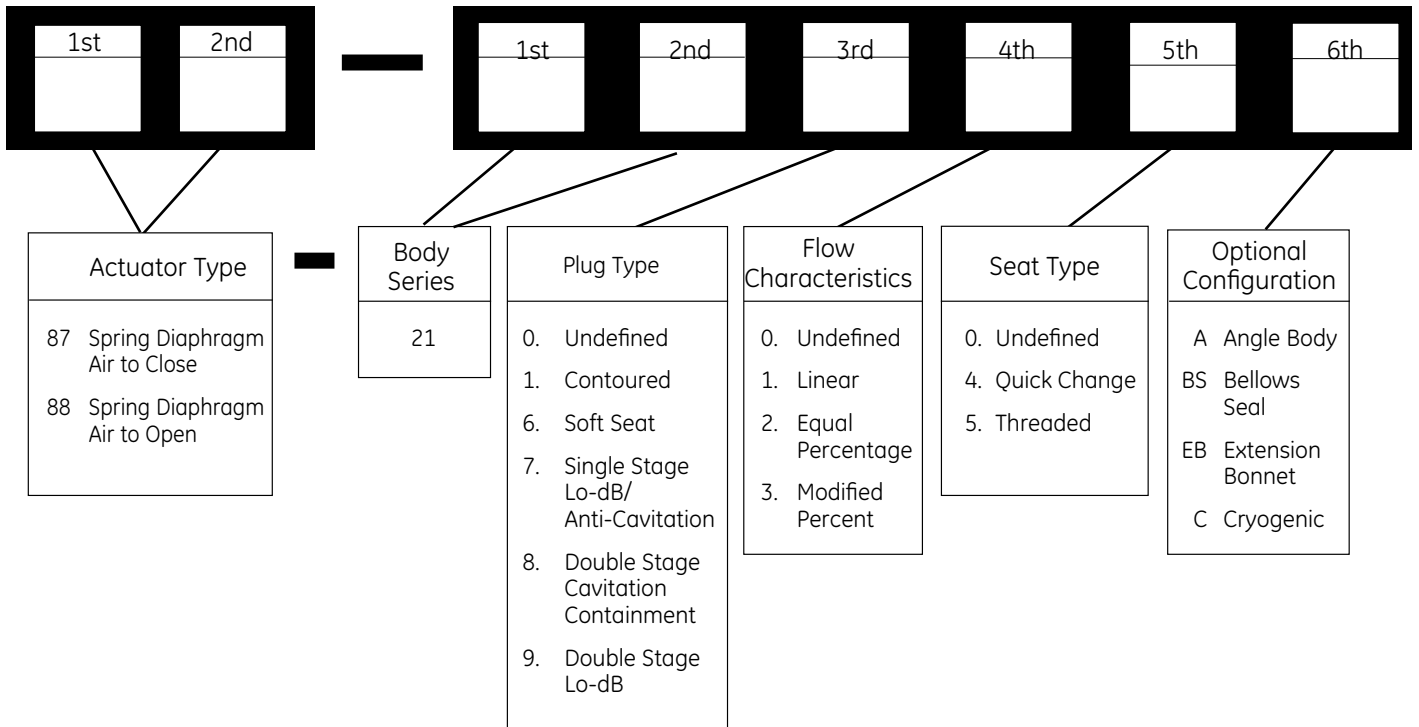 1st 2nd 1st 2nd 3rd 4th 5th 6th
Actuator Type
87 Spring Diaphragm
Air to Close
88 Spring Diaphragm
Air to Open
Body
Series
21
Plug Type
0. Undefined
1. Contoured
6. Soft Seat
7. Single Stage
Lo-dB/
Anti-Cavitation
8. Double Stage
Cavitation
Containment
9. Double Stage
Lo-dB
Flow
Characteristics
0. Undefined
1. Linear
2. Equal
Percentage
3. Modified
Percent
Seat Type
0. Undefined
4. Quick Change
5. Threaded
Optional
Configuration
A Angle Body
BS Bellows
Seal
EB Extension
Bonnet
C Cryogenic